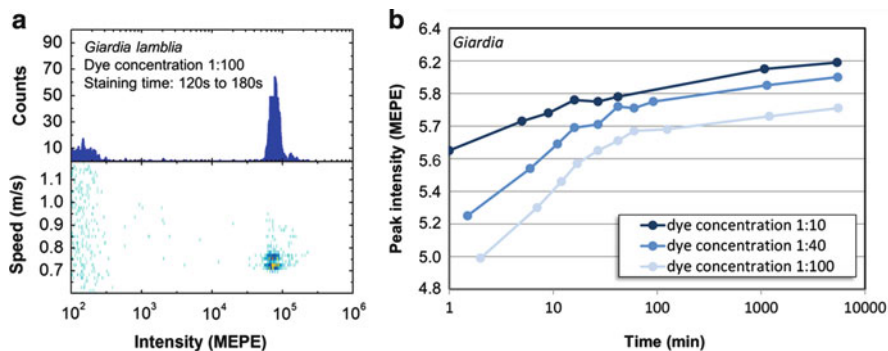 a
90
70
50
30
10
Counts
Giardia lamblia
Dye concentration 1:100
Staining time: 120s to 180s
1.1
1.0
0.9
0.8
0.7
Speed (m/s)
10² 10³ 10⁴ 10⁵ 10⁶
Intensity (MEPE)
b
6.4
6.2
5.8
5.7
5.6
5.4
5.3
5.0
4.8
Peak intensity (MEPE)
Giardia
dye concentration 1:10
dye concentration 1:40
dye concentration 1:100
1 10 100 1000 10000
Time (min)